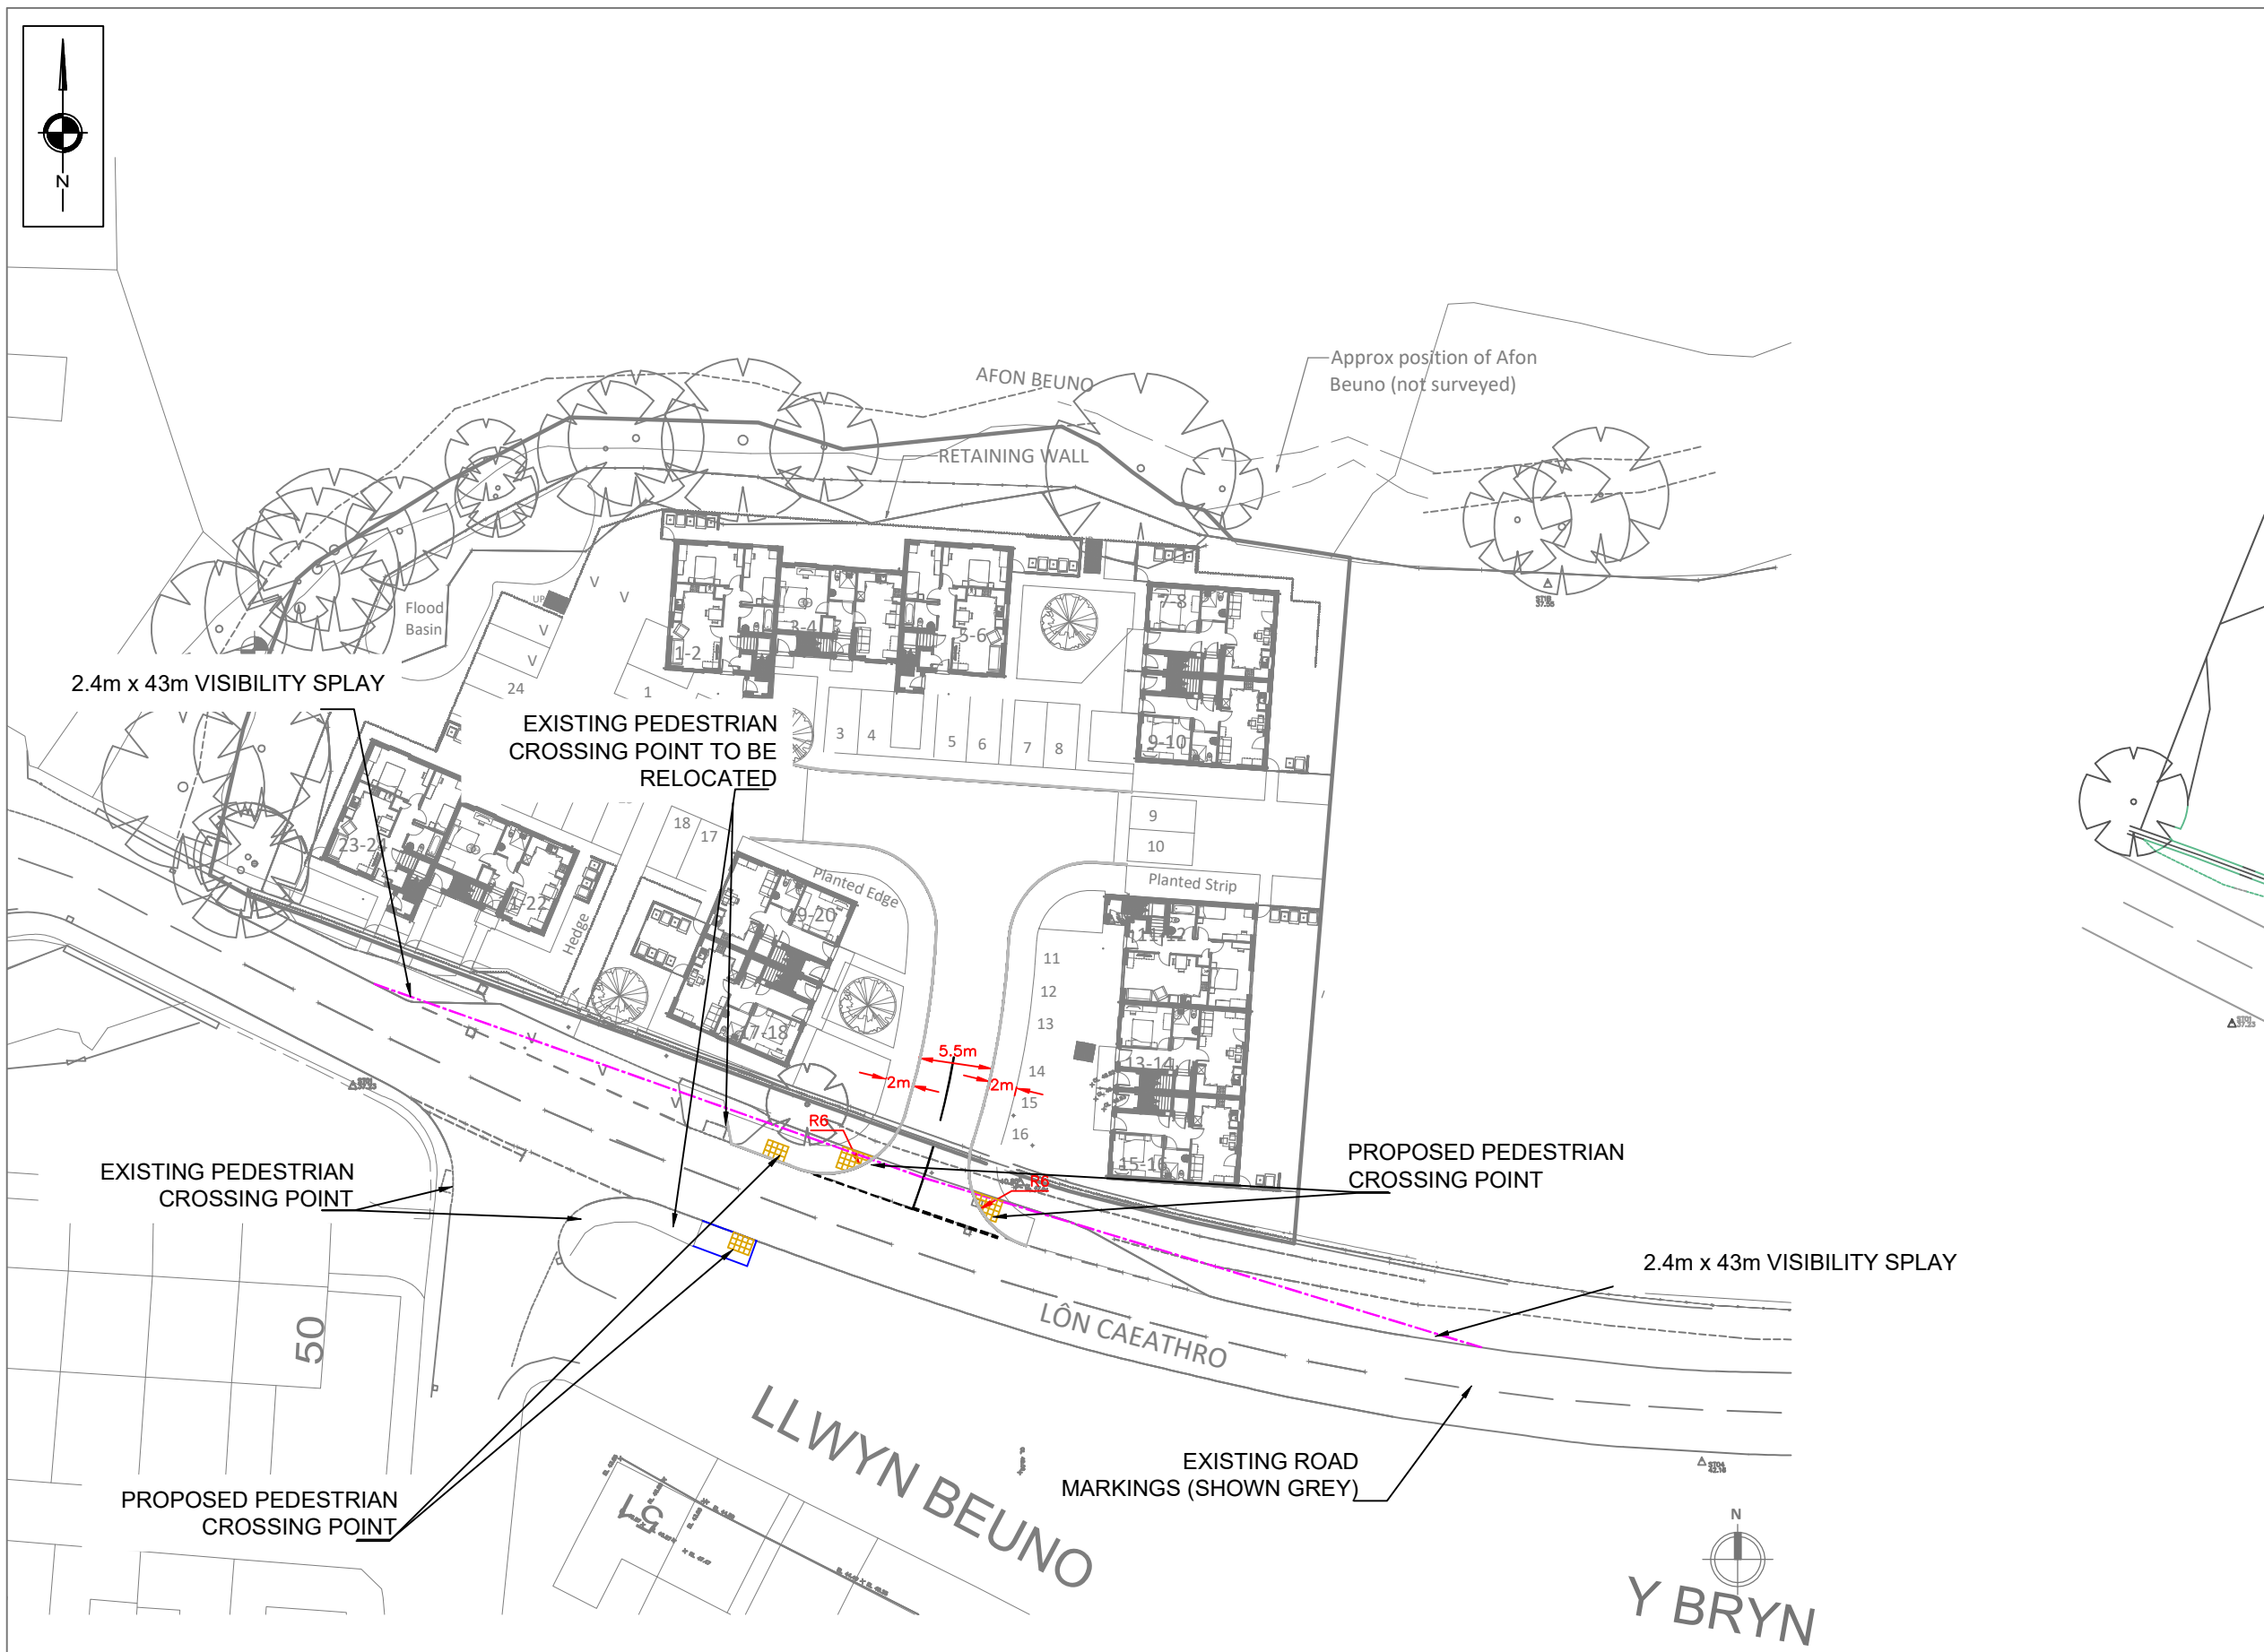 N
AFON BEUNO
Approx position of Afon
Beuno (not surveyed)
RETAINING WALL
Flood
Basin
UP
V
V
V
V
1-2
3-4
5-6
7-8
9-10
2.4m x 43m VISIBILITY SPLAY
24
1
EXISTING PEDESTRIAN
CROSSING POINT TO BE
RELOCATED
3
4
5
6
7
8
9
10
18
17
23-24
1-22
Hedge
19-20
17-18
Planted Edge
Planted Strip
11-12
13-14
15-16
11
12
13
14
15
16
5.5m
2m
2m
R6
R6
V
V
V
V
EXISTING PEDESTRIAN
CROSSING POINT
PROPOSED PEDESTRIAN
CROSSING POINT
2.4m x 43m VISIBILITY SPLAY
LÔN CAEATHRO
50
51
LLWYN BEUNO
EXISTING ROAD
MARKINGS (SHOWN GREY)
PROPOSED PEDESTRIAN
CROSSING POINT
ST04
42.16
N
Y BRYN